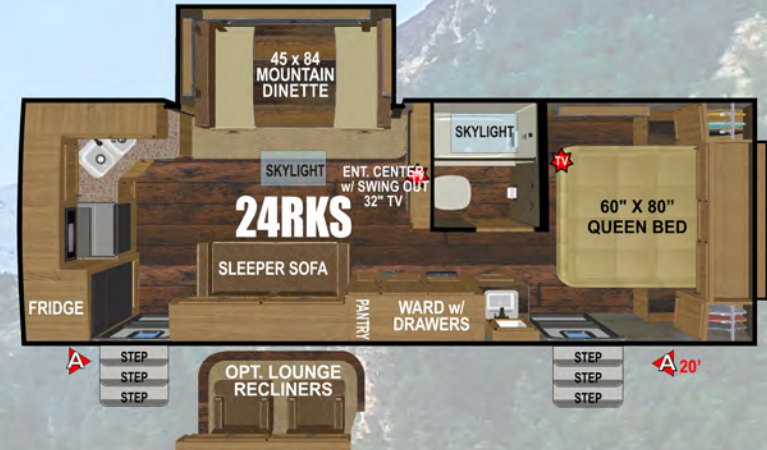 45 x 84
MOUNTAIN
DINETTE
SKYLIGHT
SKYLIGHT
ENT. CENTER
w/ SWING OUT
32" TV
TV
60" X 80”
QUEEN BED
24RKS
SLEEPER SOFA
FRIDGE
PANTRY
WARD w/
DRAWERS
A
STEP
STEP
STEP
OPT. LOUNGE
RECLINERS
STEP
STEP
STEP
A 20'